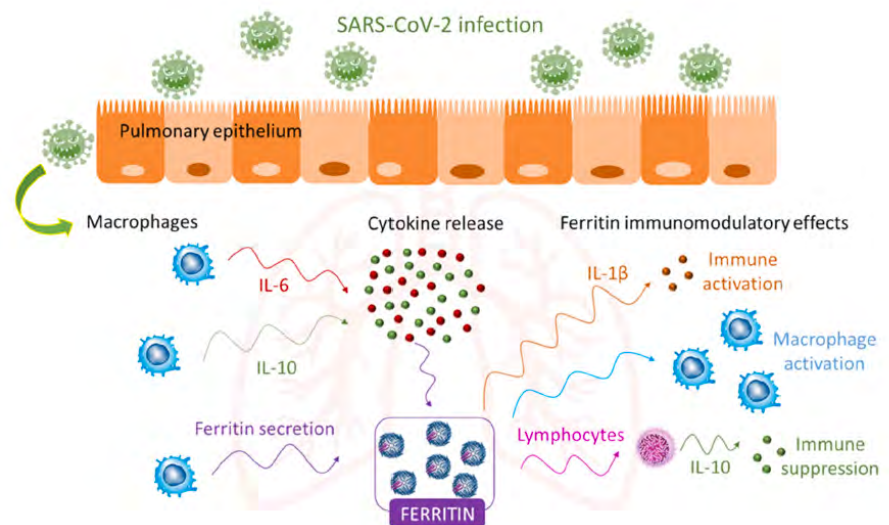 SARS-CoV-2 infection
Pulmonary epithelium
Macrophages
Cytokine release
Ferritin immunomodulatory effects
IL-6
IL-1β
Immune
activation
IL-10
Macrophage
activation
Ferritin secretion
Lymphocytes
IL-10
Immune
suppression
FERRITIN